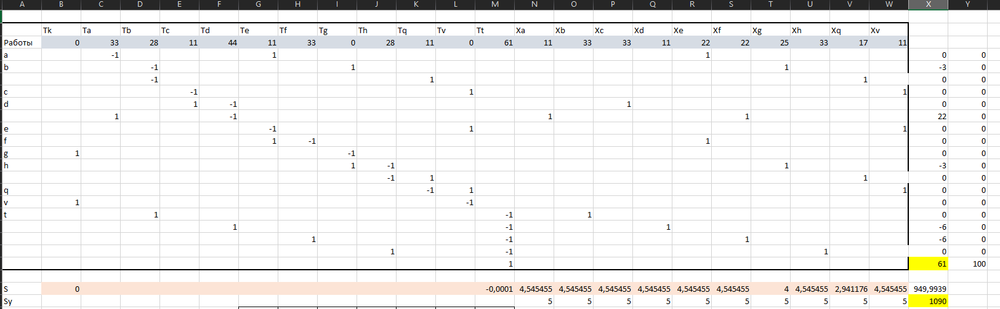 A B C D E F G H I J K L M N O P Q R S T U V W X Y
Tk Ta Tb Tc Td Te Tf Tg Th Tq Tv Tt Xa Xb Xc Xd Xe Xf Xg Xh Xq Xv
Работы 0 33 28 11 44 11 33 0 28 11 0 61 11 33 33 11 22 22 25 33 17 11
a -1 1 1 0 0
b -1 1 1 -3 0
-1 1 1 0 0
c -1 1 1 0 0
d 1 -1 1 0 0
1 -1 1 1 22 0
e -1 1 1 0 0
f 1 -1 1 0 0
g 1 -1 0 0
h 1 -1 1 -3 0
-1 1 1 0 0
q -1 1 1 0 0
v 1 -1 0 0
t 1 -1 1 0 0
1 -1 1 -6 0
1 -1 1 -6 0
1 -1 1 0 0
1 61 100
S 0 -0,0001 4,545455 4,545455 4,545455 4,545455 4,545455 4,545455 4 4,545455 2,941176 4,545455 949,9939
Sy 5 5 5 5 5 5 5 5 5 5 1090